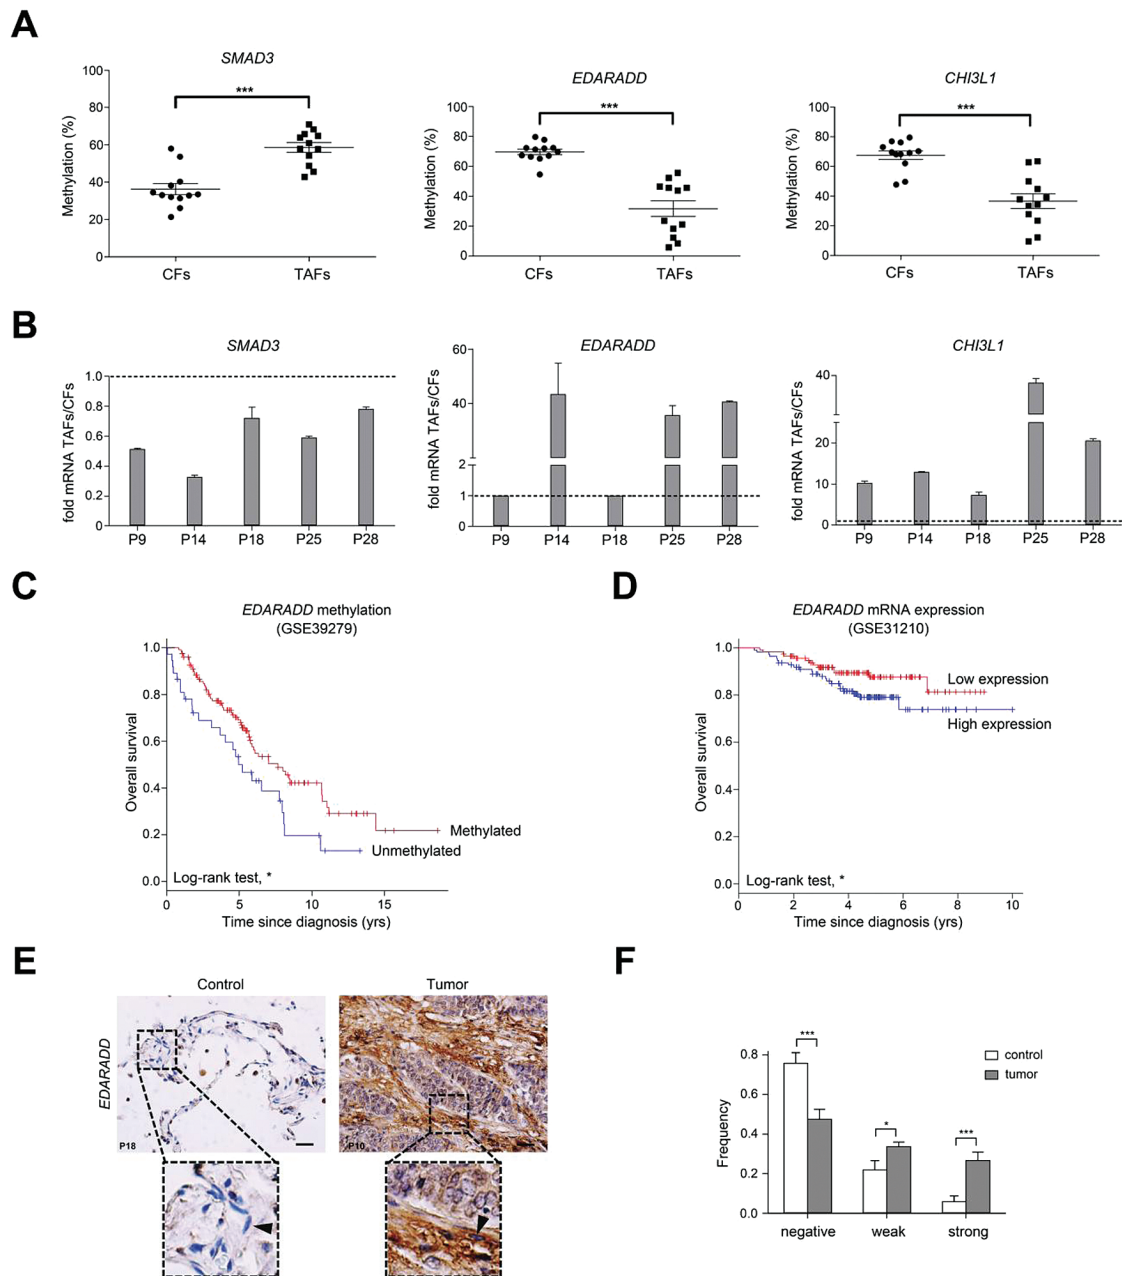 A
SMAD3
***
Methylation (%)
100
80
60
40
20
0
CFs
TAFs
EDARADD
***
Methylation (%)
100
80
60
40
20
0
CFs
TAFs
CHI3L1
***
Methylation (%)
100
80
60
40
20
0
CFs
TAFs
B
SMAD3
fold mRNA TAFs/CFs
1.0
0.8
0.6
0.4
0.2
0
P9 P14 P18 P25 P28
EDARADD
fold mRNA TAFs/CFs
60
40
2
1
0
P9 P14 P18 P25 P28
CHI3L1
fold mRNA TAFs/CFs
40
20
10
0
P9 P14 P18 P25 P28
C
EDARADD methylation
(GSE39279)
Overall survival
1.0
0.8
0.6
0.4
0.2
0.0
Methylated
Unmethylated
Log-rank test, *
0 5 10 15
Time since diagnosis (yrs)
D
EDARADD mRNA expression
(GSE31210)
Overall survival
1.0
0.8
0.6
0.4
0.2
0.0
Low expression
High expression
Log-rank test, *
0 2 4 6 8 10
Time since diagnosis (yrs)
E
Control
Tumor
EDARADD
P18
P10
F
Frequency
0.8
0.6
0.4
0.2
0.0
***
*
***
control
tumor
negative weak strong